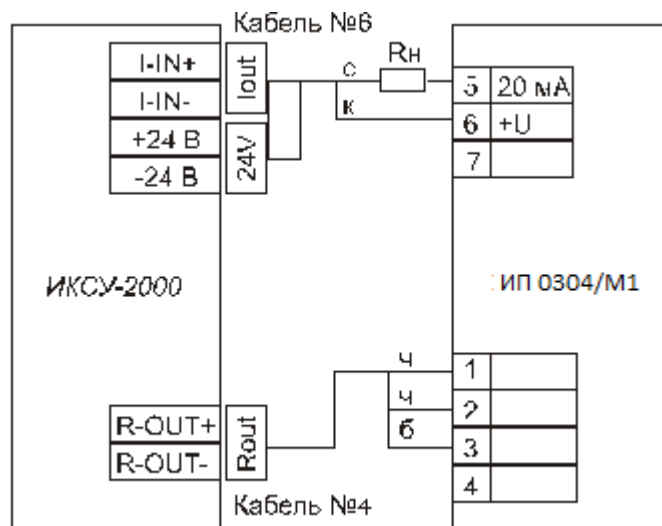 Кабель №6
I-IN+
I-IN-
+24 В
-24 В
Iout
24V
с
Rн
к
5 20 мА
6 +U
7
ИКСУ-2000
ИП 0304/М1
R-OUT+
R-OUT-
Rout
ч
ч
б
1
2
3
4
Кабель №4